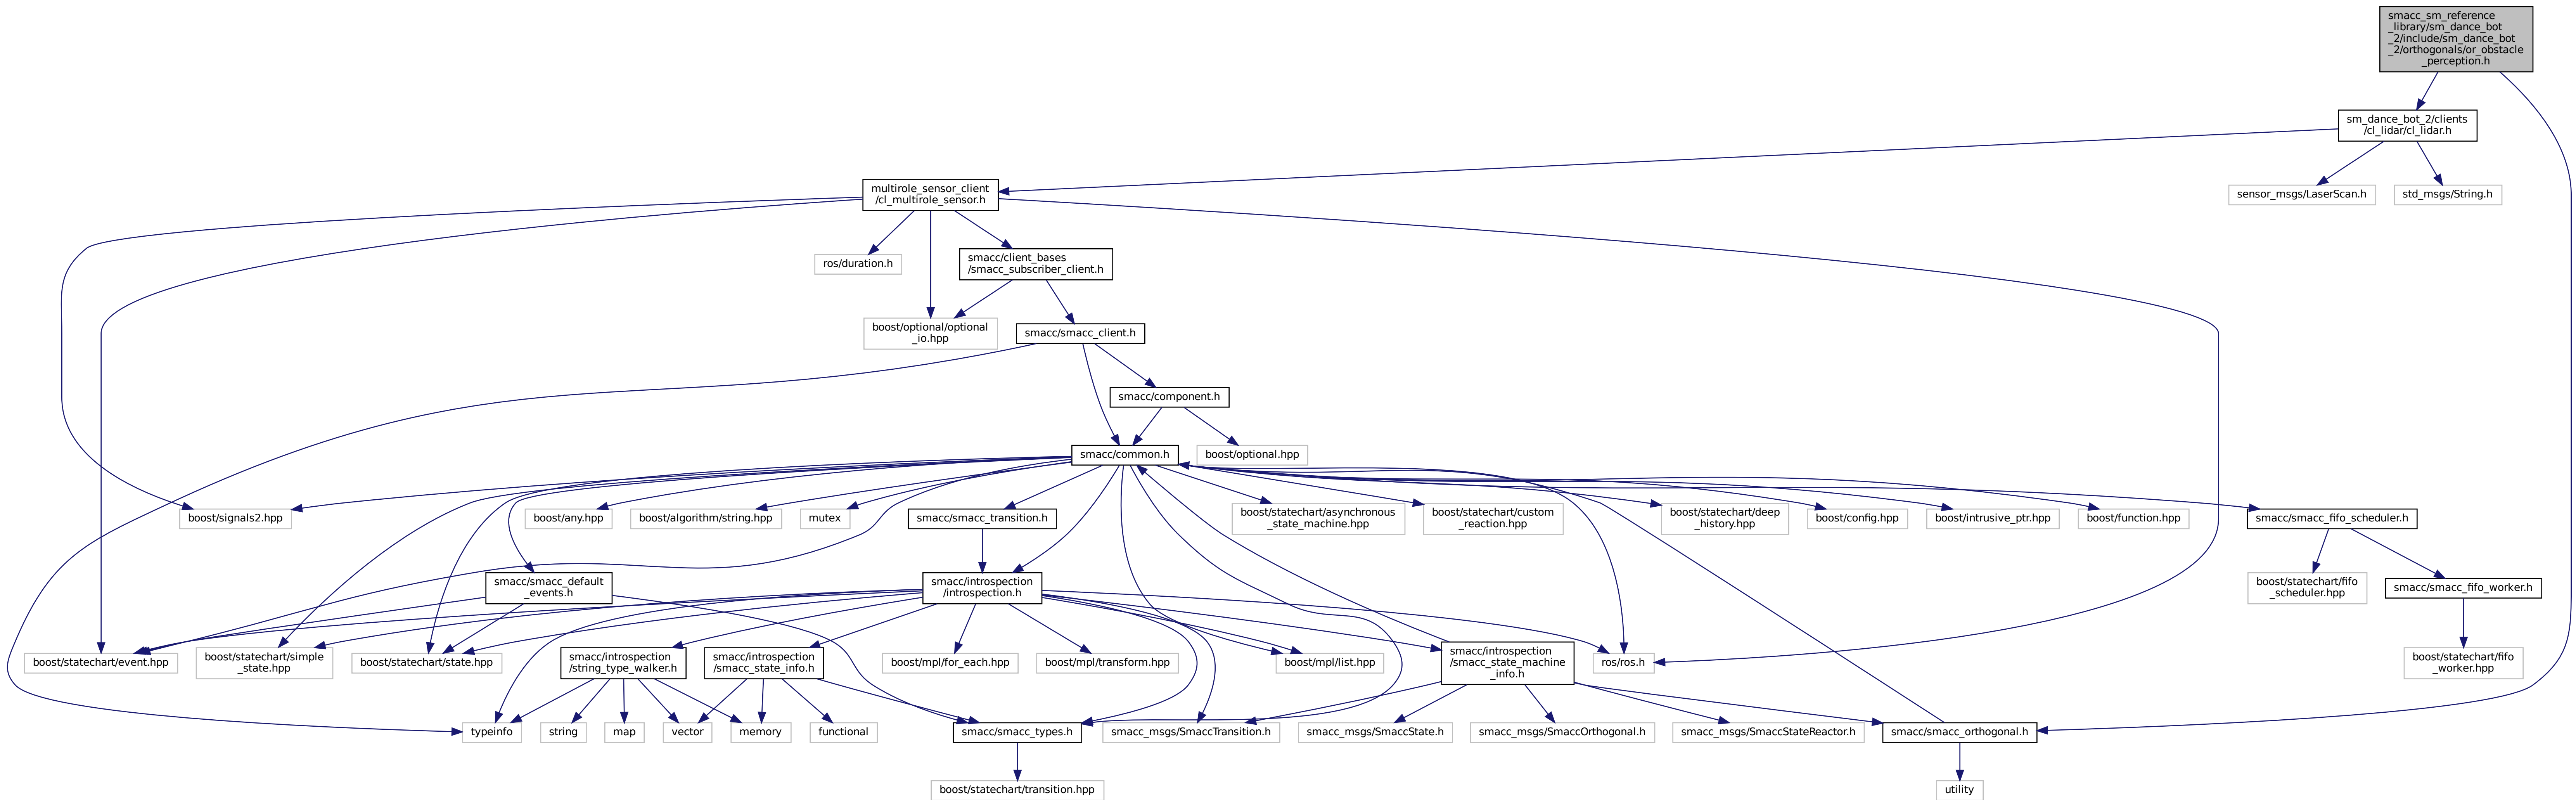 smacc_sm_reference
_library/sm_dance_bot
_2/include/sm_dance_bot
_2/orthogonals/or_obstacle
_perception.h
sm_dance_bot_2/clients
/cl_lidar/cl_lidar.h
multirole_sensor_client
/cl_multirole_sensor.h
sensor_msgs/LaserScan.h
std_msgs/String.h
ros/duration.h
smacc/client_bases
/smacc_subscriber_client.h
boost/optional/optional
_io.hpp
smacc/smacc_client.h
smacc/component.h
smacc/common.h
boost/optional.hpp
boost/signals2.hpp
boost/any.hpp
boost/algorithm/string.hpp
mutex
smacc/smacc_transition.h
boost/statechart/asynchronous
_state_machine.hpp
boost/statechart/custom
_reaction.hpp
boost/statechart/deep
_history.hpp
boost/config.hpp
boost/intrusive_ptr.hpp
boost/function.hpp
smacc/smacc_fifo_scheduler.h
smacc/smacc_default
_events.h
smacc/introspection
/introspection.h
boost/statechart/fifo
_scheduler.hpp
smacc/smacc_fifo_worker.h
boost/statechart/event.hpp
boost/statechart/simple
_state.hpp
boost/statechart/state.hpp
smacc/introspection
/string_type_walker.h
smacc/introspection
/smacc_state_info.h
boost/mpl/for_each.hpp
boost/mpl/transform.hpp
boost/mpl/list.hpp
smacc/introspection
/smacc_state_machine
_info.h
ros/ros.h
boost/statechart/fifo
_worker.hpp
typeinfo
string
map
vector
memory
functional
smacc/smacc_types.h
smacc_msgs/SmaccTransition.h
smacc_msgs/SmaccState.h
smacc_msgs/SmaccOrthogonal.h
smacc_msgs/SmaccStateReactor.h
smacc/smacc_orthogonal.h
boost/statechart/transition.hpp
utility